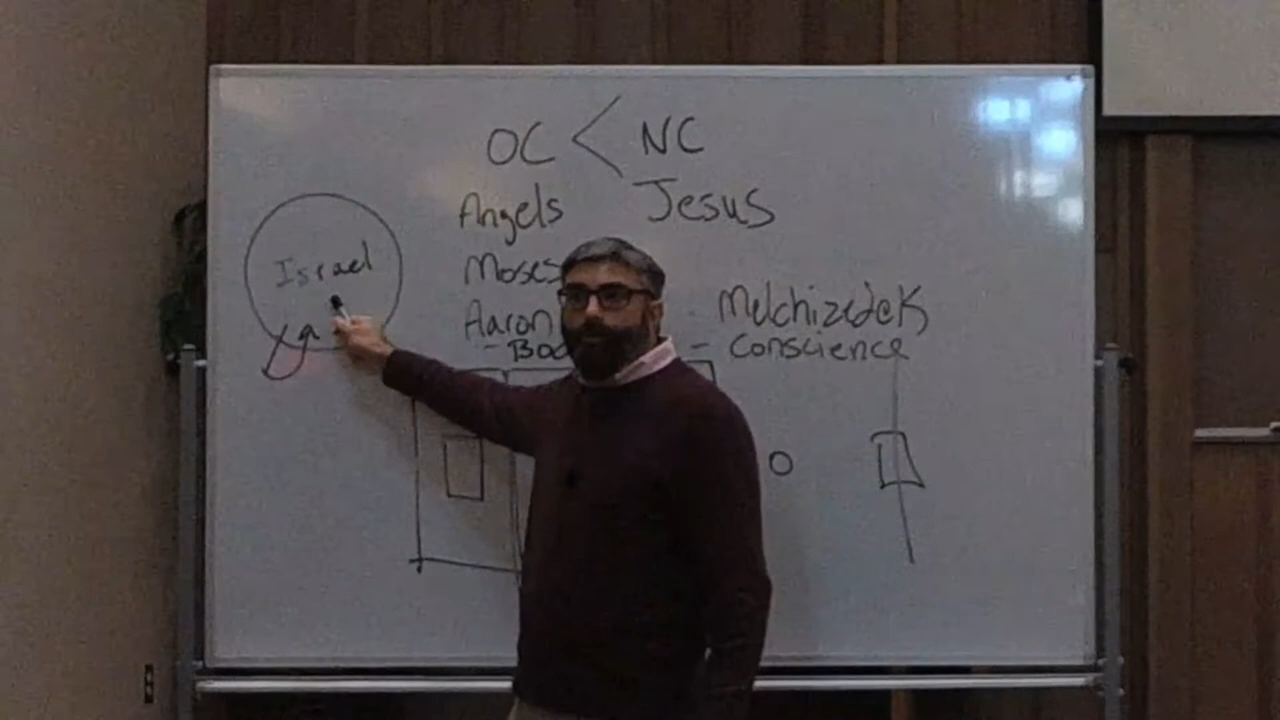 OC < NC
Angels Jesus
Israel
Moses
Aaron Melchizedek
- - conscience